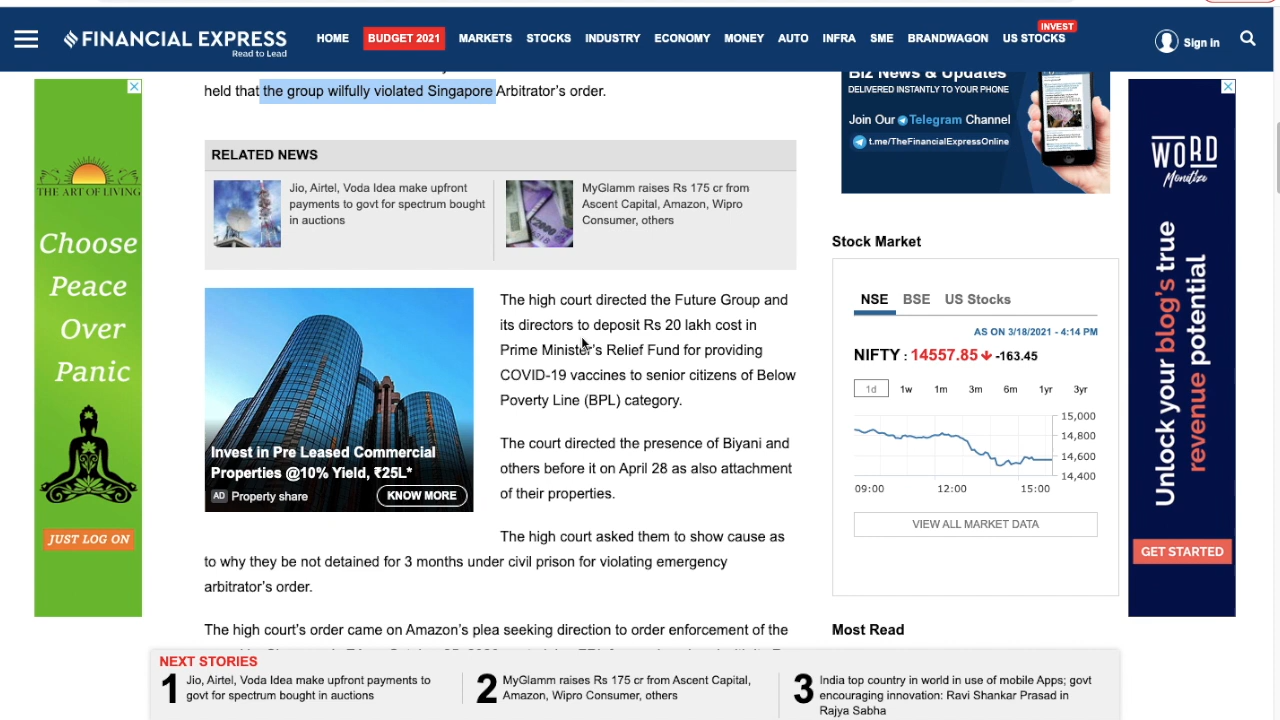 FINANCIAL EXPRESS
Read to Lead
HOME BUDGET 2021 MARKETS STOCKS INDUSTRY ECONOMY MONEY AUTO INFRA SME BRANDWAGON US STOCKS
INVEST
Sign in
held that the group wilfully violated Singapore Arbitrator's order.
RELATED NEWS
Jio, Airtel, Voda Idea make upfront
payments to govt for spectrum bought
in auctions
MyGlamm raises Rs 175 cr from
Ascent Capital, Amazon, Wipro
Consumer, others
Invest in Pre Leased Commercial
Properties @10% Yield, ₹25L*
AD Property share
KNOW MORE
The high court directed the Future Group and
its directors to deposit Rs 20 lakh cost in
Prime Minister's Relief Fund for providing
COVID-19 vaccines to senior citizens of Below
Poverty Line (BPL) category.
The court directed the presence of Biyani and
others before it on April 28 as also attachment
of their properties.
The high court asked them to show cause as
to why they be not detained for 3 months under civil prison for violating emergency
arbitrator's order.
The high court's order came on Amazon's plea seeking direction to order enforcement of the
THE ART OF LIVING
Choose
Peace
Over
Panic
JUST LOG ON
Biz News & Updates
DELIVERED INSTANTLY TO YOUR PHONE
Join Our Telegram Channel
t.me/TheFinancialExpressOnline
Stock Market
NSE BSE US Stocks
AS ON 3/18/2021 - 4:14 PM
NIFTY : 14557.85 -163.45
1d 1w 1m 3m 6m 1yr 3yr
15,000
14,800
14,600
14,400
09:00 12:00 15:00
VIEW ALL MARKET DATA
Most Read
WORD
Monetize
Unlock your blog's true
revenue potential
GET STARTED
NEXT STORIES
1 Jio, Airtel, Voda Idea make upfront payments to
govt for spectrum bought in auctions
2 MyGlamm raises Rs 175 cr from Ascent Capital,
Amazon, Wipro Consumer, others
3 India top country in world in use of mobile Apps; govt
encouraging innovation: Ravi Shankar Prasad in
Rajya Sabha